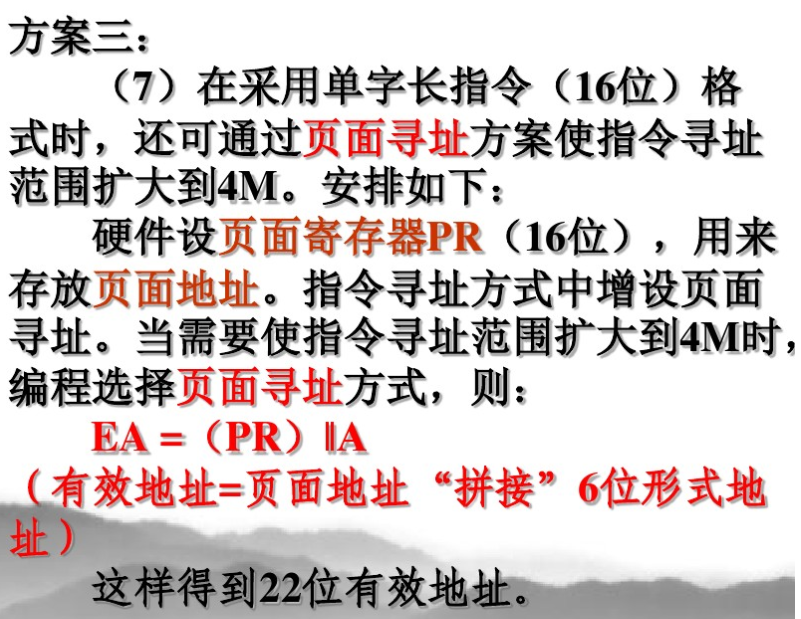 方案三：
（7）在采用单字长指令（16位）格
式时，还可通过页面寻址方案使指令寻址
范围扩大到4M。安排如下：
硬件设页面寄存器PR（16位），用来
存放页面地址。指令寻址方式中增设页面
寻址。当需要使指令寻址范围扩大到4M时，
编程选择页面寻址方式，则：
EA =（PR）‖A
（有效地址=页面地址“拼接”6位形式地
址）
这样得到22位有效地址。